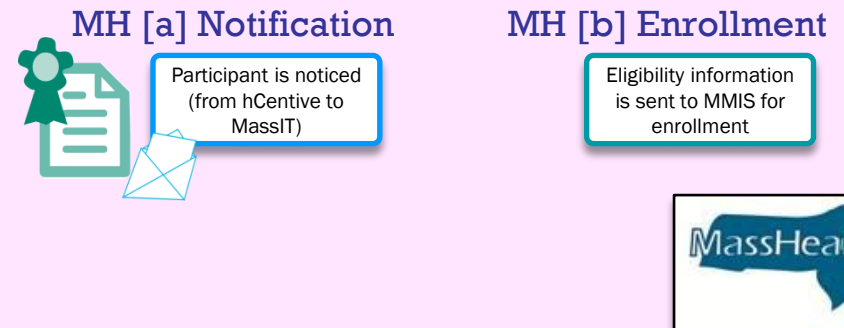 MH [a] Notification
Participant is noticed
(from hCentive to
MassIT)
MH [b] Enrollment
Eligibility information
is sent to MMIS for
enrollment
MassHea